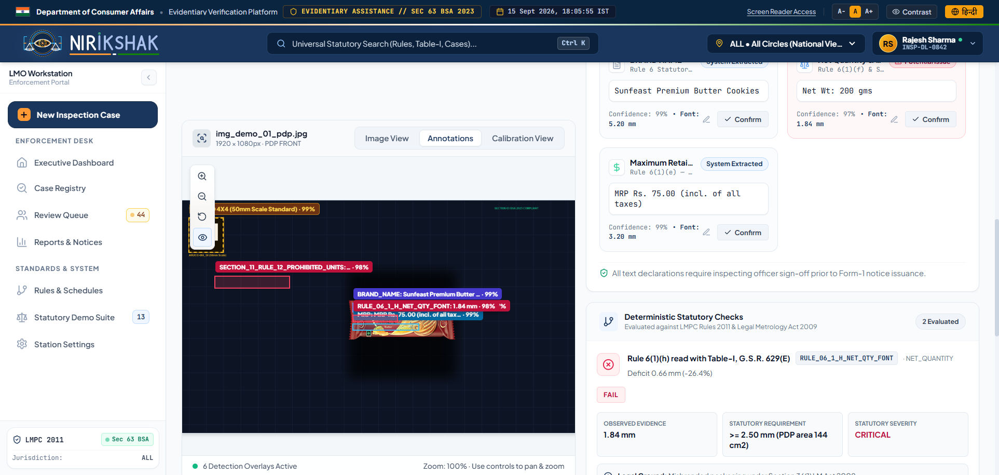 Department of Consumer Affairs • Evidentiary Verification Platform
EVIDENTIARY ASSISTANCE // SEC 63 BSA 2023
15 Sept 2026, 18:05:55 IST
Screen Reader Access
A- A A+
Contrast
हिन्दी
NIRIKSHAK
Universal Statutory Search (Rules, Table-I, Cases)...
Ctrl K
ALL • All Circles (National Vie...
RS
Rajesh Sharma
INSP-DL-0842
LMO Workstation
Enforcement Portal
New Inspection Case
ENFORCEMENT DESK
Executive Dashboard
Case Registry
Review Queue 44
Reports & Notices
STANDARDS & SYSTEM
Rules & Schedules
Statutory Demo Suite 13
Station Settings
LMPC 2011
Sec 63 BSA
Jurisdiction: ALL
img_demo_01_pdp.jpg
1920 × 1080px · PDP FRONT
Image View
Annotations
Calibration View
4X4 (50mm Scale Standard) · 99%
SECTION 63 BSA 2023 COMPLIANT
ARUCO 4X4_50 (50mm Scale)
SECTION_11_RULE_12_PROHIBITED_UNITS:... · 98%
BRAND_NAME: Sunfeast Premium Butter ... · 99%
RULE_06_1_H_NET_QTY_FONT: 1.84 mm · 98%
MRP: MRP Rs. 75.00 (incl. of all tax... · 99%
6 Detection Overlays Active
Zoom: 100% · Use controls to pan & zoom
System Extracted
Rule 6 Statutor...
Sunfeast Premium Butter Cookies
Confidence: 99% • Font:
5.20 mm
Confirm
Potential Issue
Rule 6(1)(f) & S...
Net Wt: 200 gms
Confidence: 97% • Font:
1.84 mm
Confirm
Maximum Retai...
System Extracted
Rule 6(1)(e) — ...
MRP Rs. 75.00 (incl. of all
taxes)
Confidence: 99% • Font:
3.20 mm
Confirm
All text declarations require inspecting officer sign-off prior to Form-1 notice issuance.
Deterministic Statutory Checks
Evaluated against LMPC Rules 2011 & Legal Metrology Act 2009
2 Evaluated
Rule 6(1)(h) read with Table-I, G.S.R. 629(E)
RULE_06_1_H_NET_QTY_FONT
· NET_QUANTITY
Deficit 0.66 mm (-26.4%)
FAIL
OBSERVED EVIDENCE
1.84 mm
STATUTORY REQUIREMENT
>= 2.50 mm (PDP area 144
cm2)
STATUTORY SEVERITY
CRITICAL